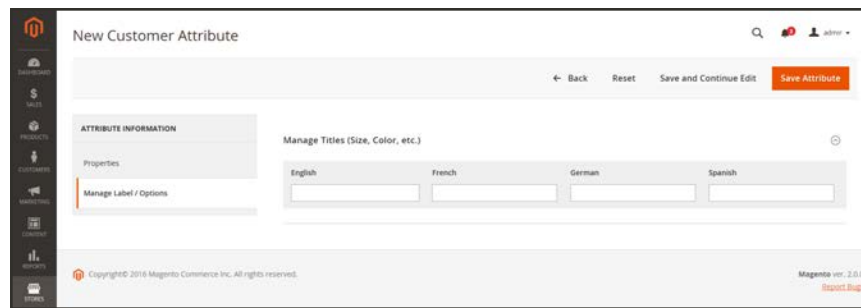 New Customer Attribute
admin
← Back Reset Save and Continue Edit Save Attribute
DASHBOARD
$
SALES
PRODUCTS
CUSTOMERS
MARKETING
CONTENT
REPORTS
STORES
ATTRIBUTE INFORMATION
Properties
Manage Label / Options
Manage Titles (Size, Color, etc.)
English French German Spanish
Copyright© 2016 Magento Commerce Inc. All rights reserved.
Magento ver. 2.0.
Report Bug